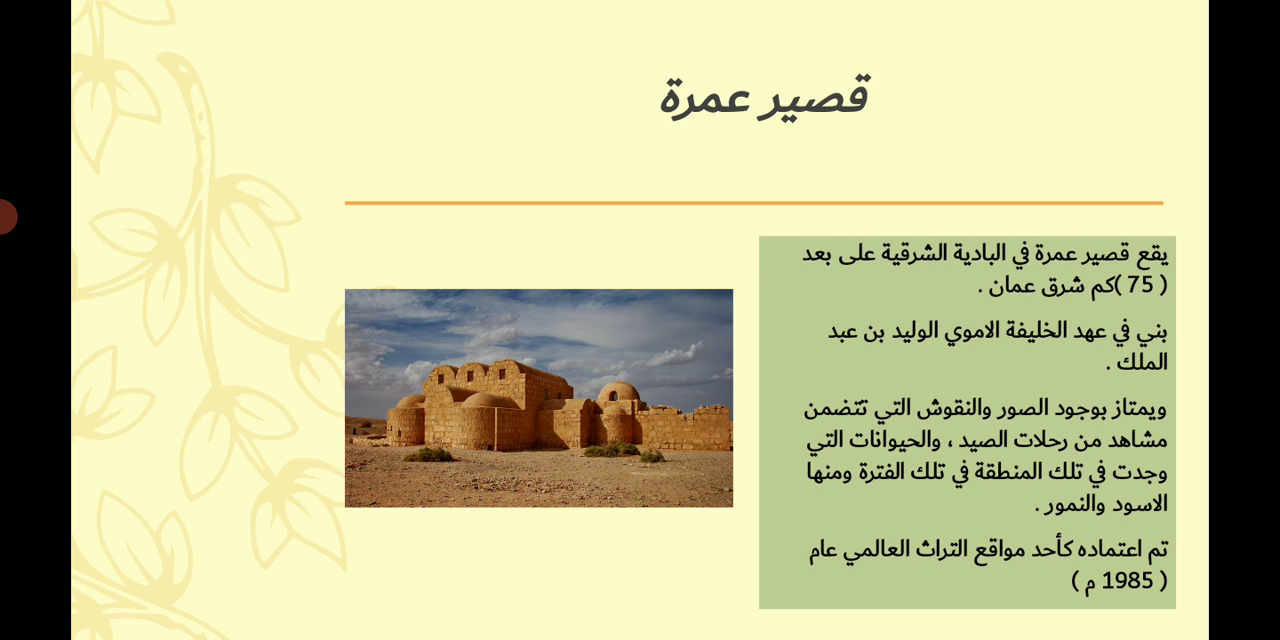 قصير عمرة
يقع قصير عمرة في البادية الشرقية على بعد
( 75 )كم شرق عمان .
بني في عهد الخليفة الاموي الوليد بن عبد
الملك .
ويمتاز بوجود الصور والنقوش التي تتضمن
مشاهد من رحلات الصيد ، والحيوانات التي
وجدت في تلك المنطقة في تلك الفترة ومنها
الاسود والنمور .
تم اعتماده كأحد مواقع التراث العالمي عام
( 1985 م )